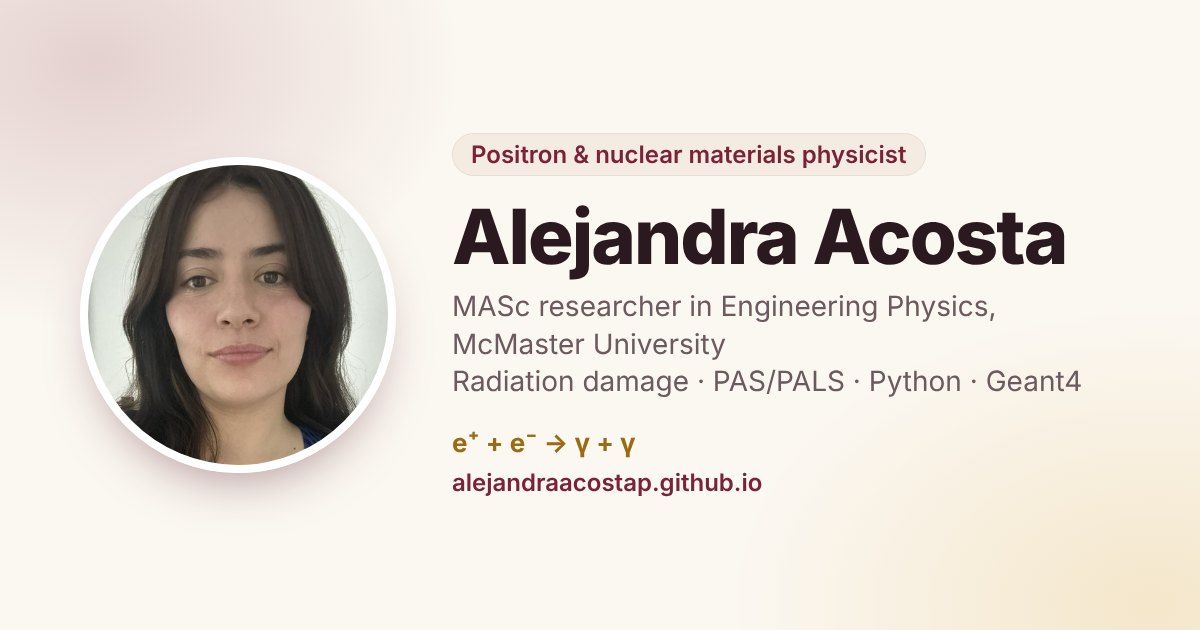 Positron & nuclear materials physicist
Alejandra Acosta
MASc researcher in Engineering Physics,
McMaster University
Radiation damage · PAS/PALS · Python · Geant4
e⁺ + e⁻ → γ + γ
alejandraacostap.github.io